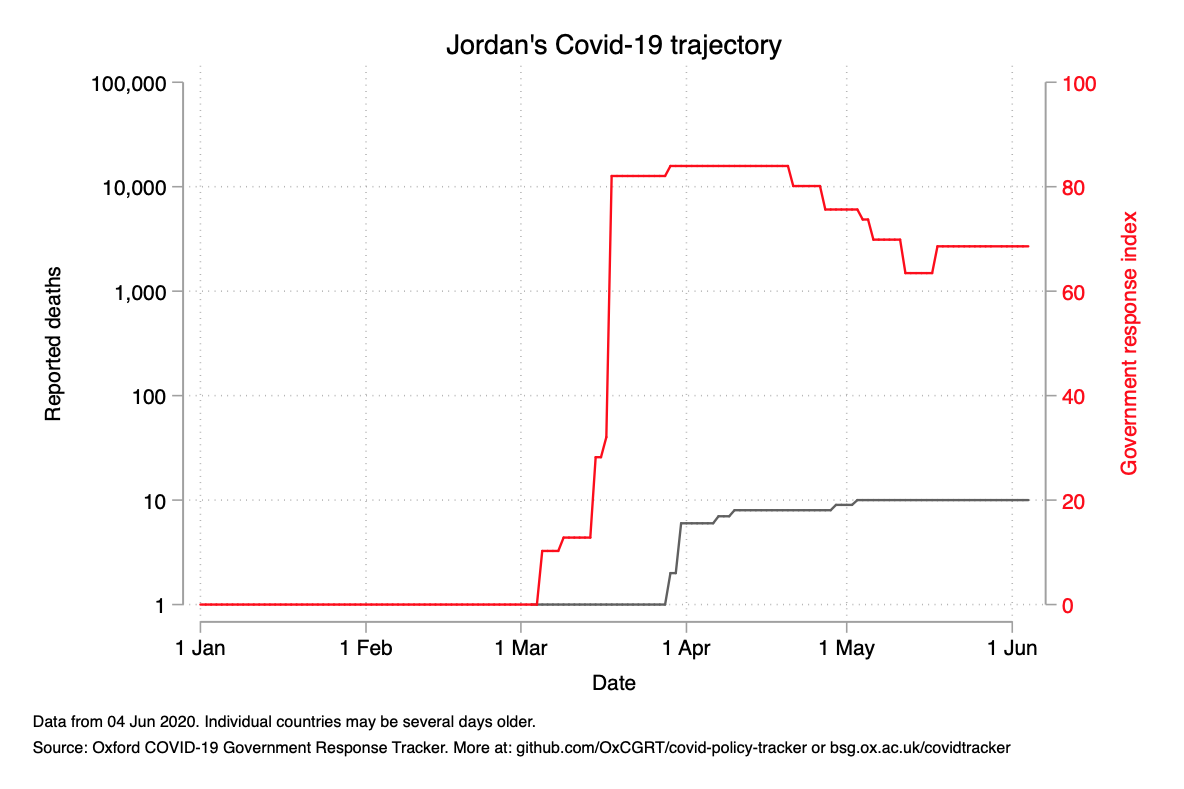 Jordan's Covid-19 trajectory
100,000
10,000
1,000
100
10
1
Reported deaths
100
80
60
40
20
0
Government response index
1 Jan 1 Feb 1 Mar 1 Apr 1 May 1 Jun
Date
Data from 04 Jun 2020. Individual countries may be several days older.
Source: Oxford COVID-19 Government Response Tracker. More at: github.com/OxCGRT/covid-policy-tracker or bsg.ox.ac.uk/covidtracker